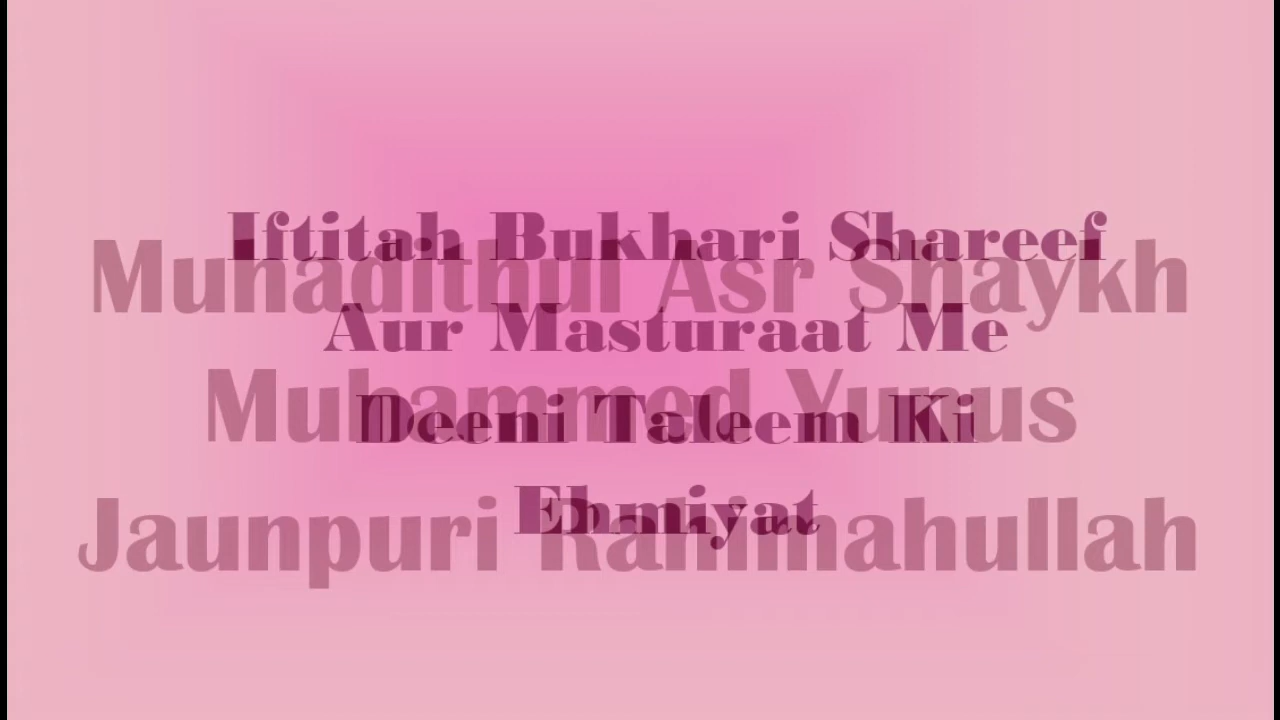 Iftitah Bukhari Shareef
Aur Masturaat Me
Deeni Taleem Ki
Ehmiyat
Muhadithul Asr Shaykh
Muhammed Yunus
Jaunpuri Rahimahullah